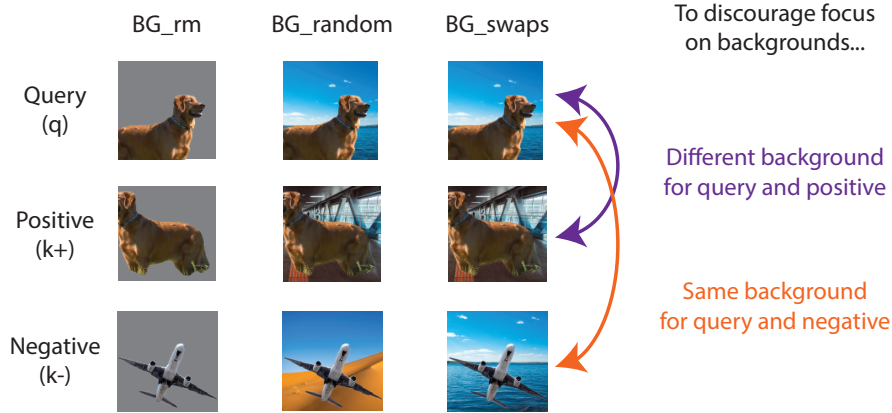 BG_rm
BG_random
BG_swaps
To discourage focus
on backgrounds...
Query
(q)
Different background
for query and positive
Positive
(k+)
Same background
for query and negative
Negative
(k-)